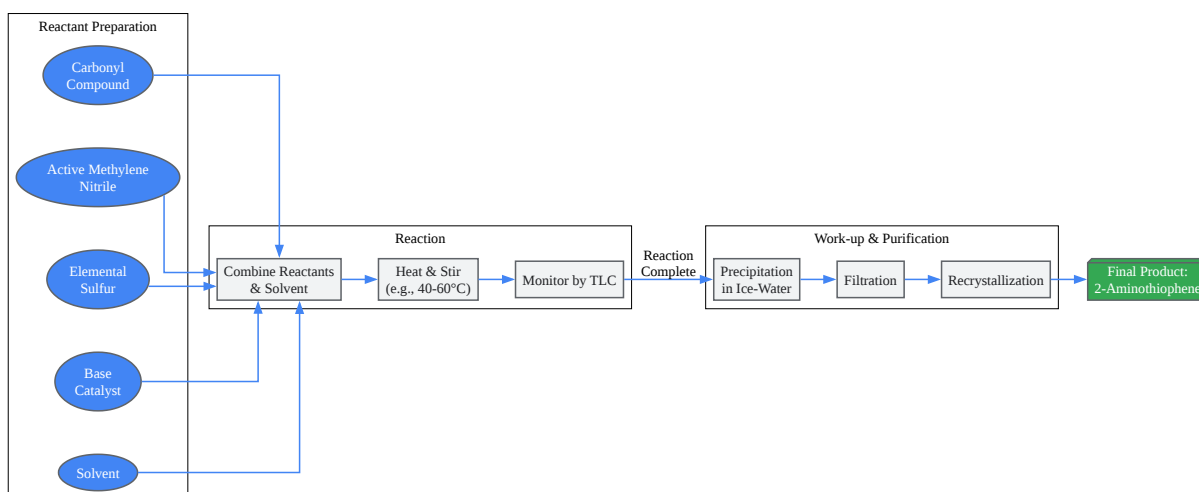 Reactant Preparation
Carbonyl
Compound
Active Methylene
Nitrile
Elemental
Sulfur
Base
Catalyst
Solvent
Reaction
Combine Reactants
& Solvent
Heat & Stir
(e.g., 40-60°C)
Monitor by TLC
Reaction
Complete
Work-up & Purification
Precipitation
in Ice-Water
Filtration
Recrystallization
Final Product:
2-Aminothiophene